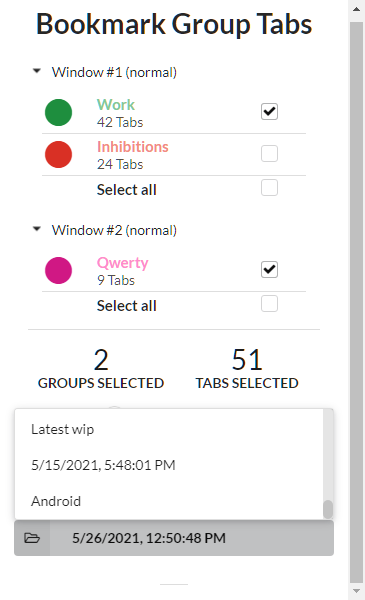 Bookmark Group Tabs
Window #1 (normal)
Work
42 Tabs
Inhibitions
24 Tabs
Select all
Window #2 (normal)
Qwerty
9 Tabs
Select all
2 51
GROUPS SELECTED TABS SELECTED
Latest wip
5/15/2021, 5:48:01 PM
Android
5/26/2021, 12:50:48 PM